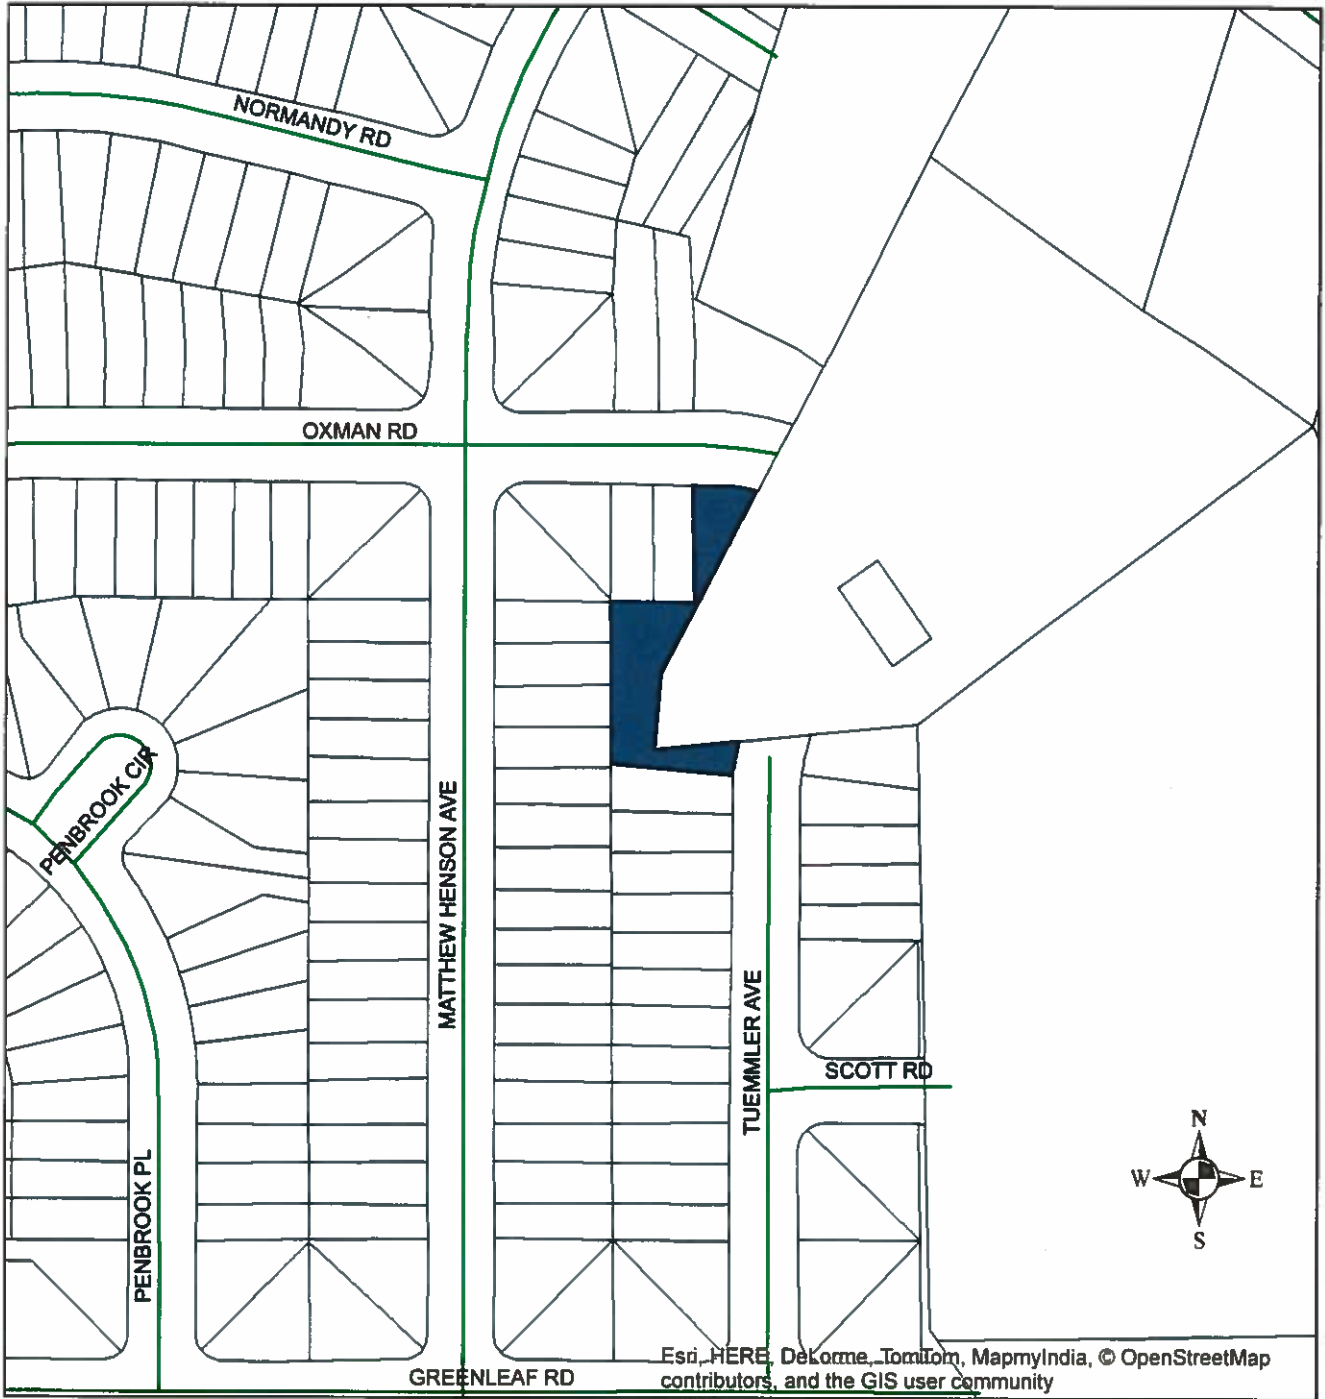 NORMANDY RD
OXMAN RD
PENBROOK CIR
MATTHEW HENSON AVE
TUEMMLER AVE
SCOTT RD
N
W E
S
PENBROOK PL
Esri, HERE, DeLorme, TomTom, MapmyIndia, © OpenStreetMap
contributors, and the GIS user community
GREENLEAF RD